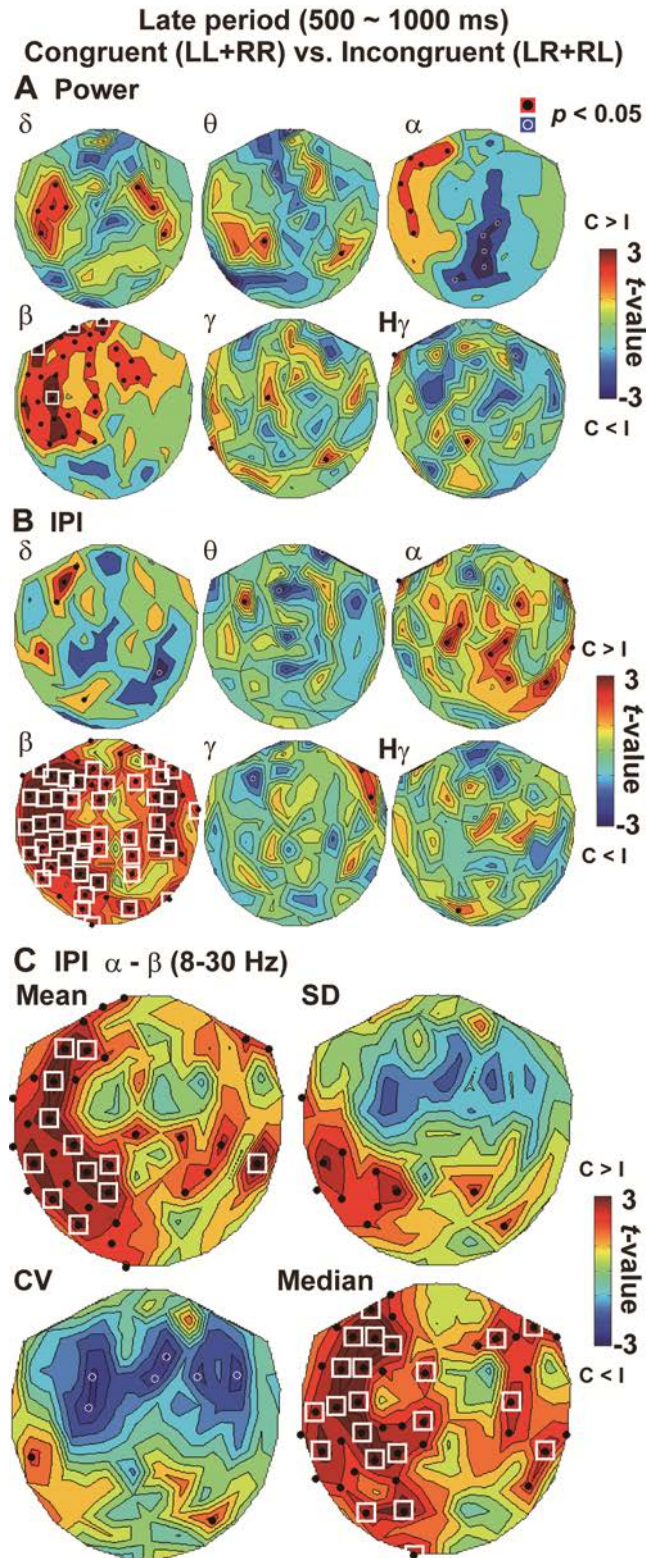 Late period (500 ~ 1000 ms)
Congruent (LL+RR) vs. Incongruent (LR+RL)
A Power
p < 0.05
δ θ α
C > I
3
t-value
-3
C < I
β γ Hγ
B IPI
δ θ α
C > I
3
t-value
-3
C < I
β γ Hγ
C IPI α - β (8-30 Hz)
Mean SD
C > I
3
t-value
-3
C < I
CV Median